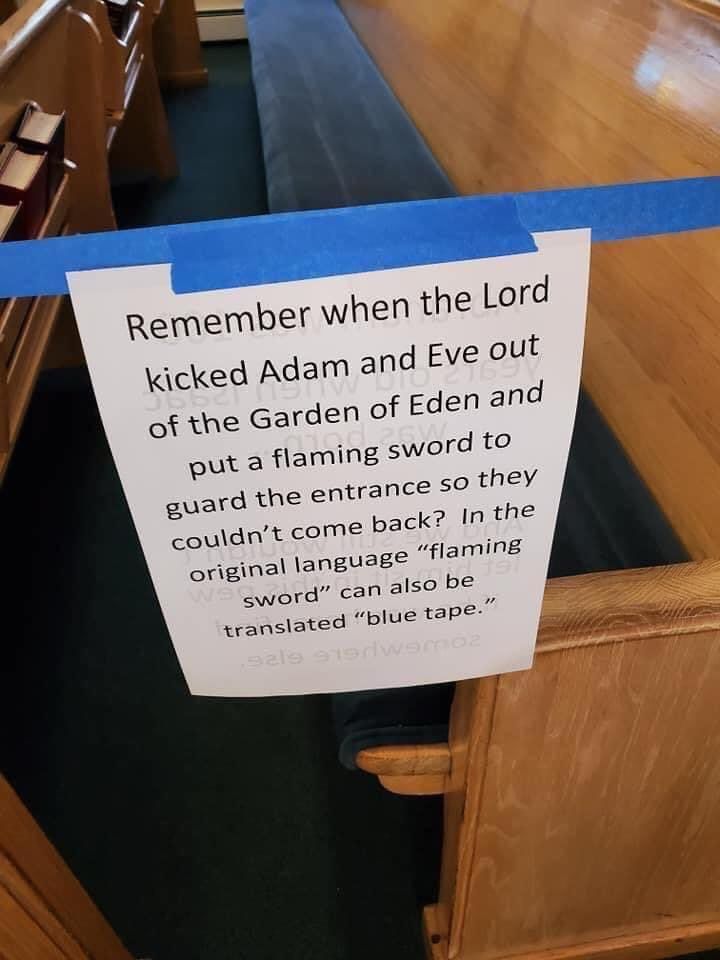 Remember when the Lord
kicked Adam and Eve out
of the Garden of Eden and
put a flaming sword to
guard the entrance so they
couldn't come back?  In the
original language “flaming
sword” can also be
translated “blue tape.”